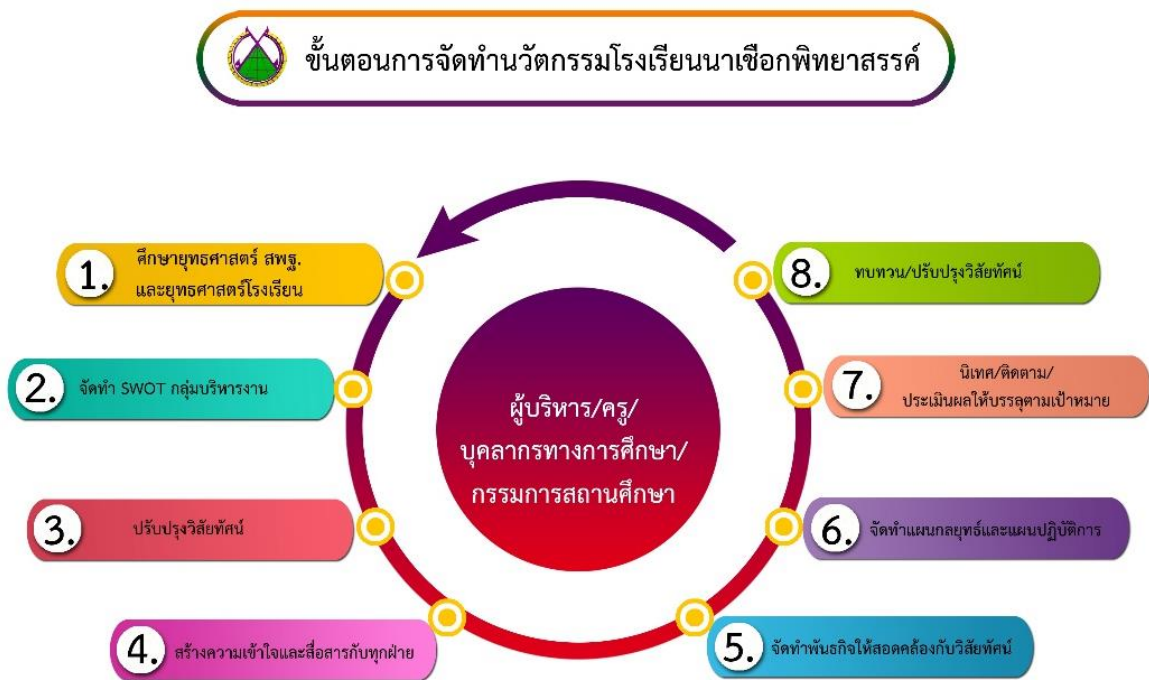 ขั้นตอนการจัดทำนวัตกรรมโรงเรียนนาเชือกพิทยาสรรค์
1.
ศึกษายุทธศาสตร์ สพฐ.
และยุทธศาสตร์โรงเรียน
2.
จัดทำ SWOT กลุ่มบริหารงาน
3.
ปรับปรุงวิสัยทัศน์
4.
สร้างความเข้าใจและสื่อสารกับทุกฝ่าย
5.
จัดทำพันธกิจให้สอดคล้องกับวิสัยทัศน์
6.
จัดทำแผนกลยุทธ์และแผนปฏิบัติการ
7.
นิเทศ/ติดตาม/
ประเมินผลให้บรรลุตามเป้าหมาย
8.
ทบทวน/ปรับปรุงวิสัยทัศน์
ผู้บริหาร/ครู/
บุคลากรทางการศึกษา/
กรรมการสถานศึกษา